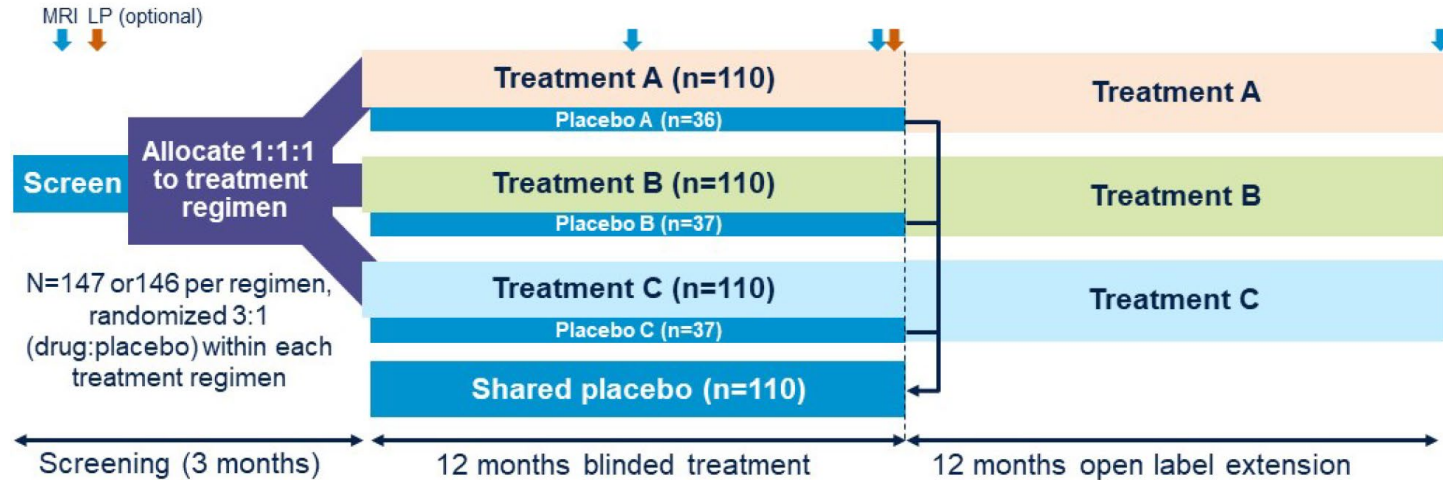 MRI LP (optional)
Treatment A (n=110)
Placebo A (n=36)
Treatment A
Screen
Allocate 1:1:1
to treatment
regimen
Treatment B (n=110)
Placebo B (n=37)
Treatment B
N=147 or146 per regimen,
randomized 3:1
(drug:placebo) within each
treatment regimen
Treatment C (n=110)
Placebo C (n=37)
Treatment C
Shared placebo (n=110)
Screening (3 months)
12 months blinded treatment
12 months open label extension